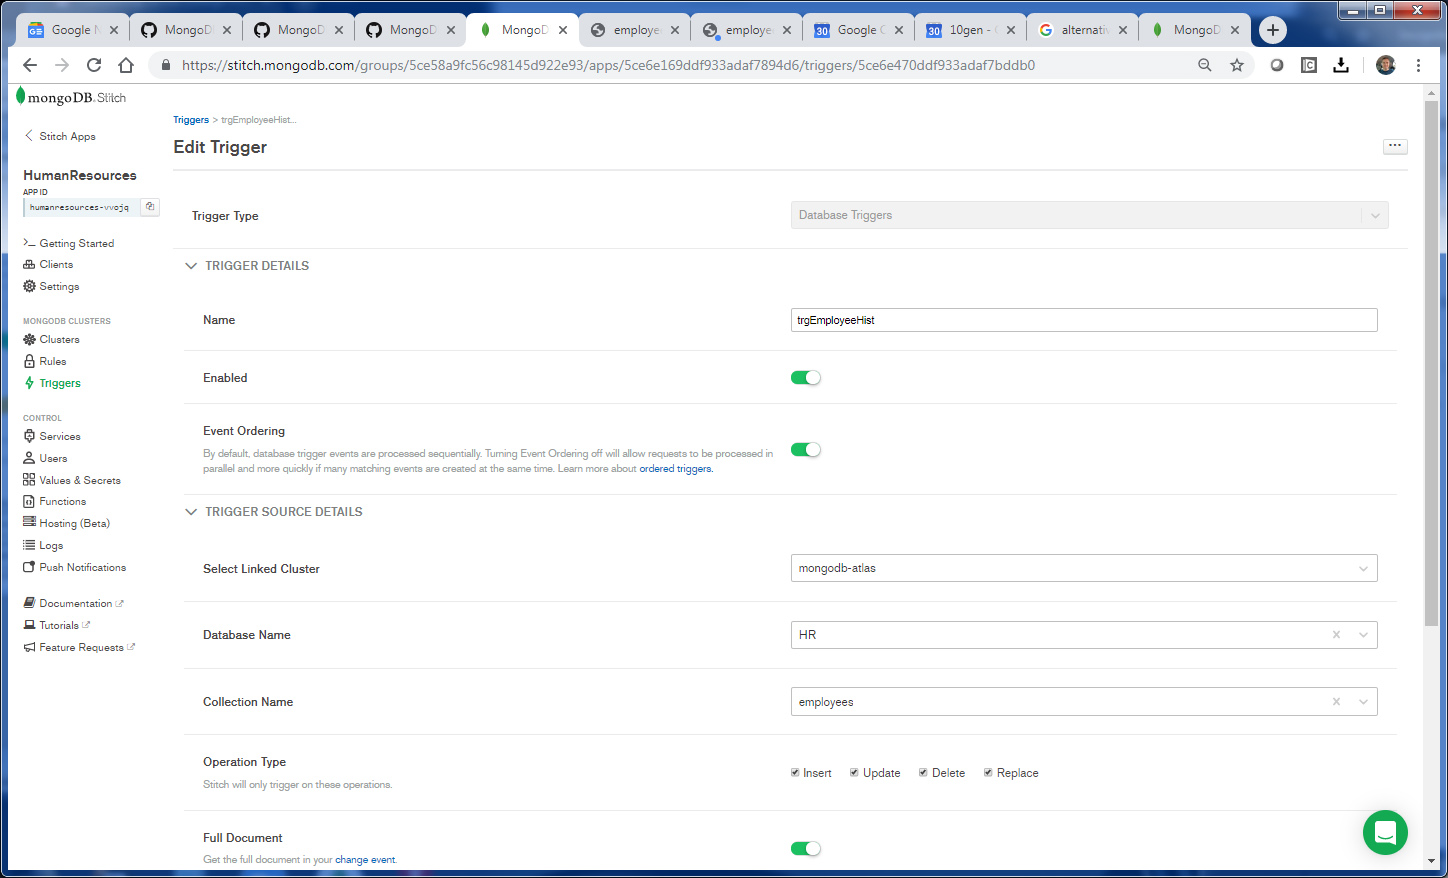 Google N
MongoDB
MongoD
MongoD
MongoD
employe
employe
Google C
10gen - C
alternativ
MongoD
https://stitch.mongodb.com/groups/5ce58a9fc56c98145d922e93/apps/5ce6e169ddf933adaf7894d6/triggers/5ce6e470ddf933adaf7bddb0
mongoDB. Stitch
Stitch Apps
HumanResources
APP ID
humanresources-vvojq
Getting Started
Clients
Settings
MONGODB CLUSTERS
Clusters
Rules
Triggers
CONTROL
Services
Users
Values & Secrets
Functions
Hosting (Beta)
Logs
Push Notifications
Documentation
Tutorials
Feature Requests
Triggers > trgEmployeeHist...
Edit Trigger
Trigger Type
Database Triggers
TRIGGER DETAILS
Name
trgEmployeeHist
Enabled
Event Ordering
By default, database trigger events are processed sequentially. Turning Event Ordering off will allow requests to be processed in
parallel and more quickly if many matching events are created at the same time. Learn more about ordered triggers.
TRIGGER SOURCE DETAILS
Select Linked Cluster
mongodb-atlas
Database Name
HR
Collection Name
employees
Operation Type
Stitch will only trigger on these operations.
Insert Update Delete Replace
Full Document
Get the full document in your change event.